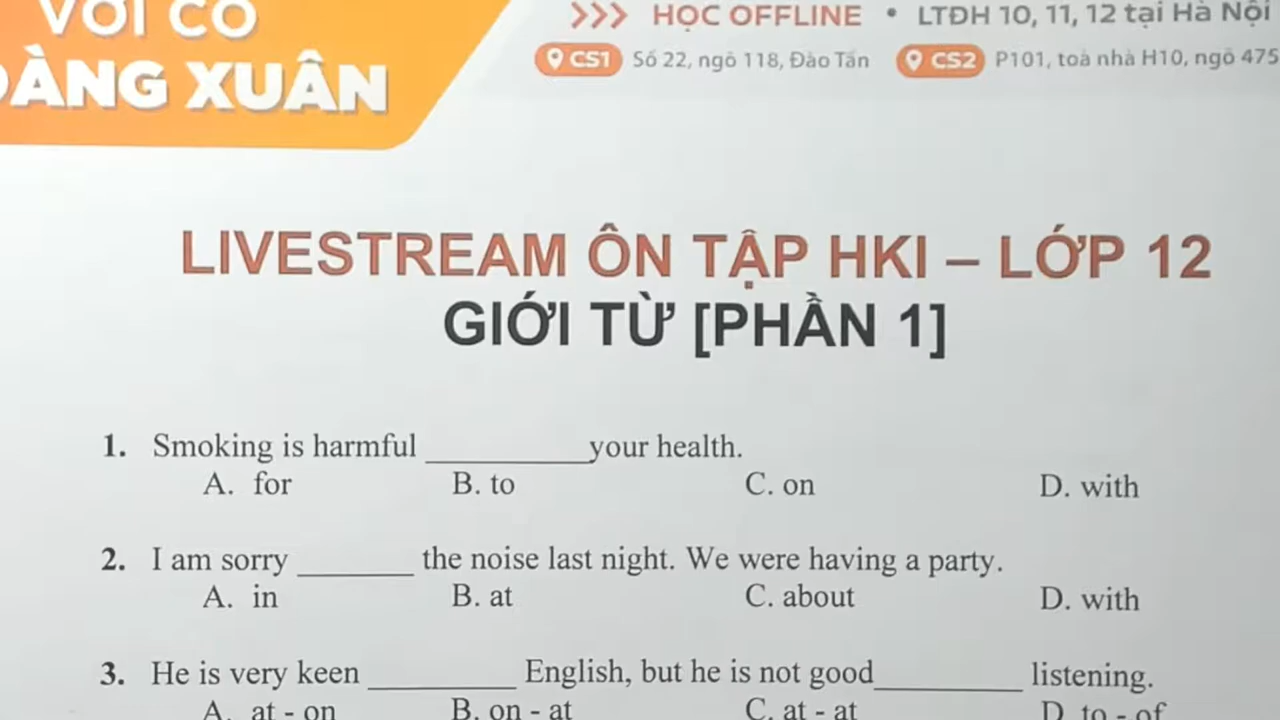 VỚI CÔ
XUÂN
>>> HỌC OFFLINE • LTĐH 10, 11, 12 tại Hà Nội
CS1 Số 22, ngõ 118, Đào Tấn CS2 P101, toà nhà H10, ngõ 475
LIVESTREAM ÔN TẬP HKI – LỚP 12
GIỚI TỪ [PHẦN 1]
1. Smoking is harmful __________your health.
A. for B. to C. on D. with
2. I am sorry _______ the noise last night. We were having a party.
A. in B. at C. about D. with
3. He is very keen _________ English, but he is not good_________ listening.
A. at - on B. on - at C. at - at D. to - of